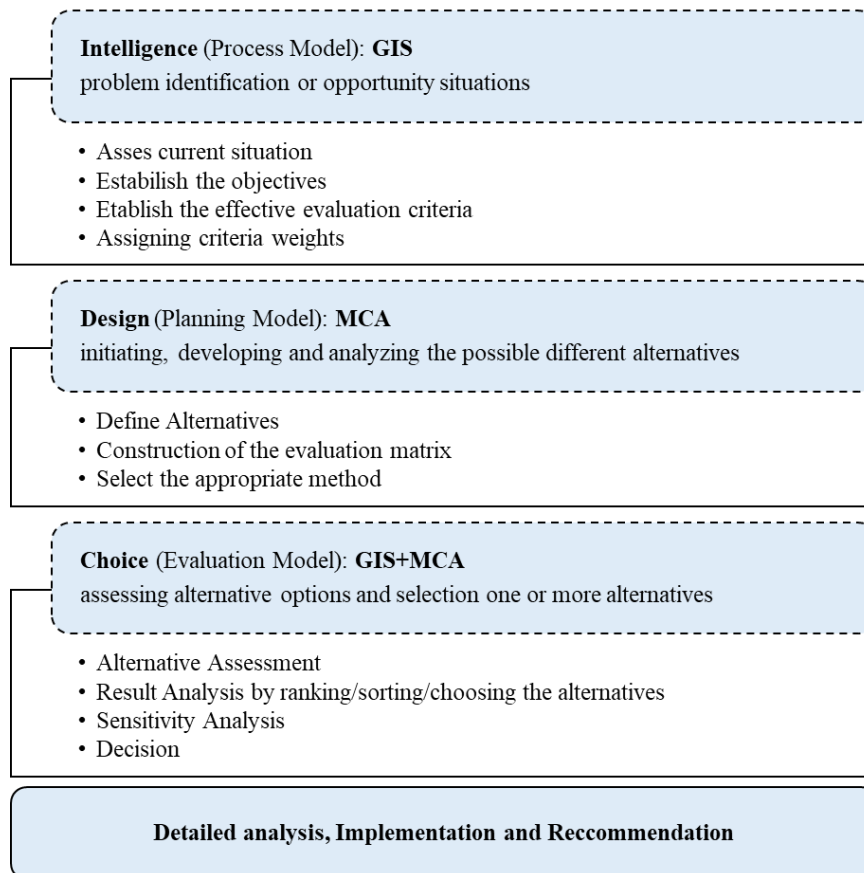 Intelligence (Process Model): GIS
problem identification or opportunity situations
• Asses current situation
• Estabilish the objectives
• Etablish the effective evaluation criteria
• Assigning criteria weights
Design (Planning Model): MCA
initiating, developing and analyzing the possible different alternatives
• Define Alternatives
• Construction of the evaluation matrix
• Select the appropriate method
Choice (Evaluation Model): GIS+MCA
assessing alternative options and selection one or more alternatives
• Alternative Assessment
• Result Analysis by ranking/sorting/choosing the alternatives
• Sensitivity Analysis
• Decision
Detailed analysis, Implementation and Reccommendation